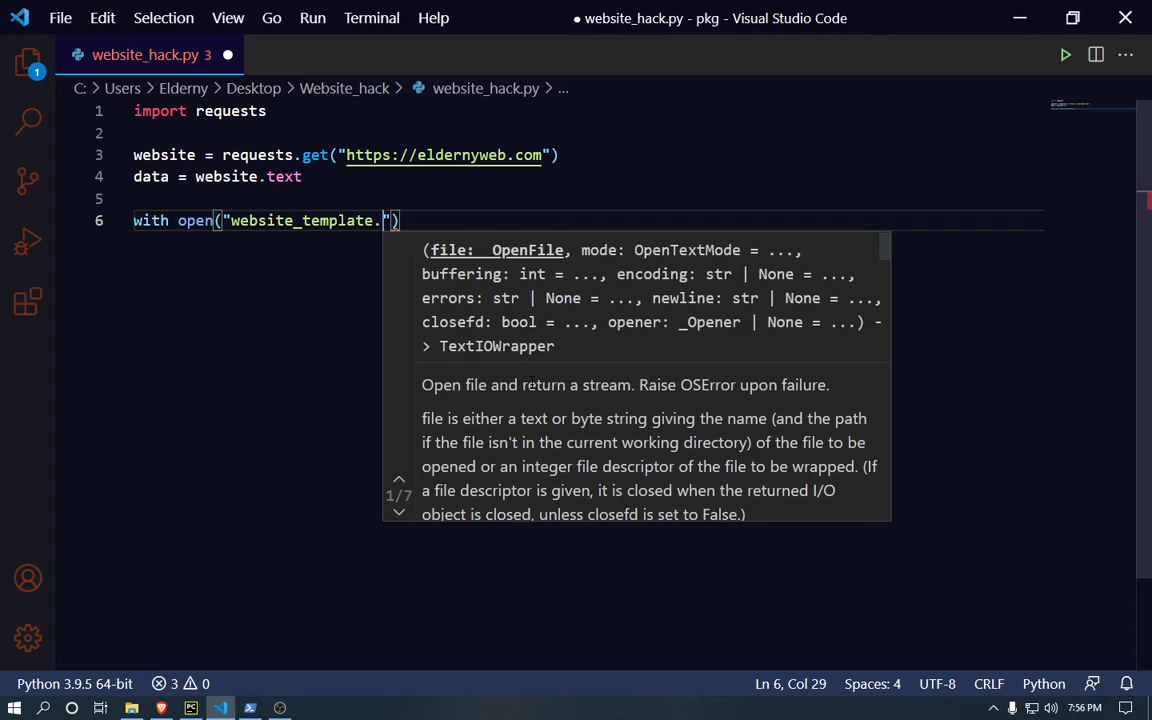 File Edit Selection View Go Run Terminal Help ● website_hack.py - pkg - Visual Studio Code
website_hack.py 3 ●
1
C: > Users > Elderny > Desktop > Website_hack > website_hack.py > ...
1 import requests
2
3 website = requests.get("https://eldernyweb.com")
4 data = website.text
5
6 with open("website_template.")
(file: _OpenFile, mode: OpenTextMode = ...,
buffering: int = ..., encoding: str | None = ...,
errors: str | None = ..., newline: str | None = ...,
closefd: bool = ..., opener: _Opener | None = ...) -
> TextIOWrapper
Open file and return a stream. Raise OSError upon failure.
file is either a text or byte string giving the name (and the path
if the file isn't in the current working directory) of the file to be
opened or an integer file descriptor of the file to be wrapped. (If
1/7 a file descriptor is given, it is closed when the returned I/O
object is closed, unless closefd is set to False.)
Python 3.9.5 64-bit 3 0 Ln 6, Col 29 Spaces: 4 UTF-8 CRLF Python
PC 7:56 PM